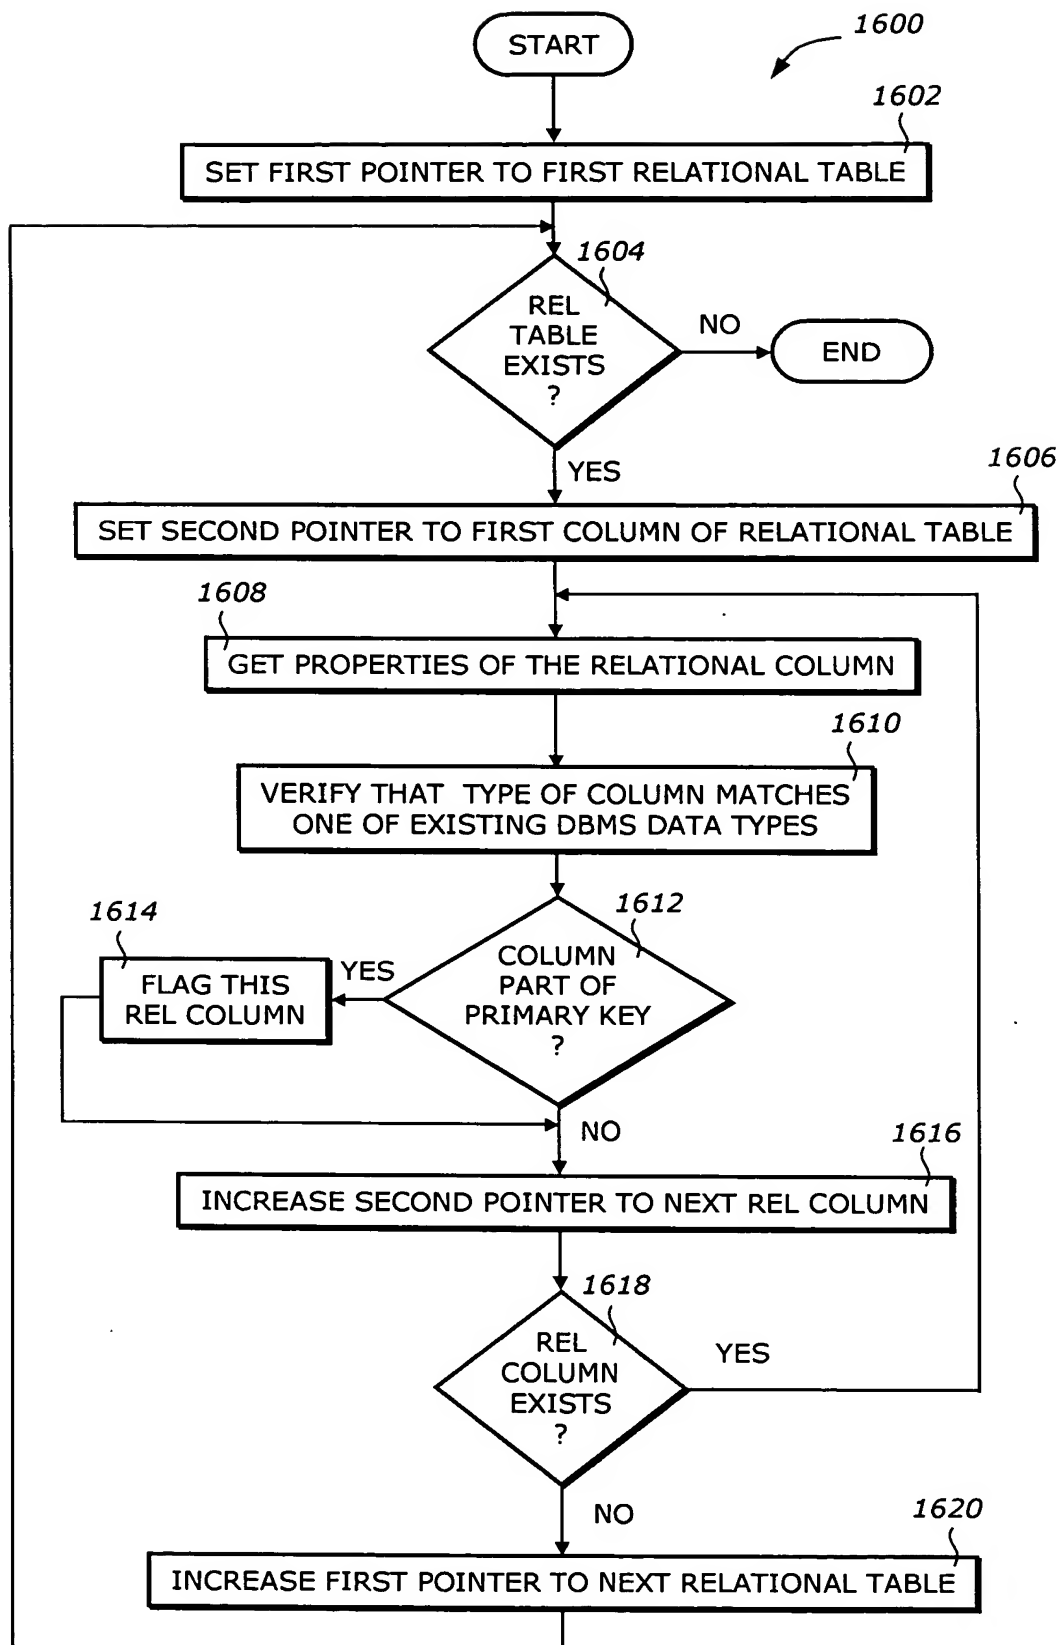 START
1600
1602
SET FIRST POINTER TO FIRST RELATIONAL TABLE
1604
REL
TABLE
EXISTS
?
NO
END
YES
1606
SET SECOND POINTER TO FIRST COLUMN OF RELATIONAL TABLE
1608
GET PROPERTIES OF THE RELATIONAL COLUMN
1610
VERIFY THAT TYPE OF COLUMN MATCHES
ONE OF EXISTING DBMS DATA TYPES
1612
COLUMN
PART OF
PRIMARY KEY
?
1614
YES
FLAG THIS
REL COLUMN
NO
1616
INCREASE SECOND POINTER TO NEXT REL COLUMN
1618
REL
COLUMN
EXISTS
?
YES
NO
1620
INCREASE FIRST POINTER TO NEXT RELATIONAL TABLE